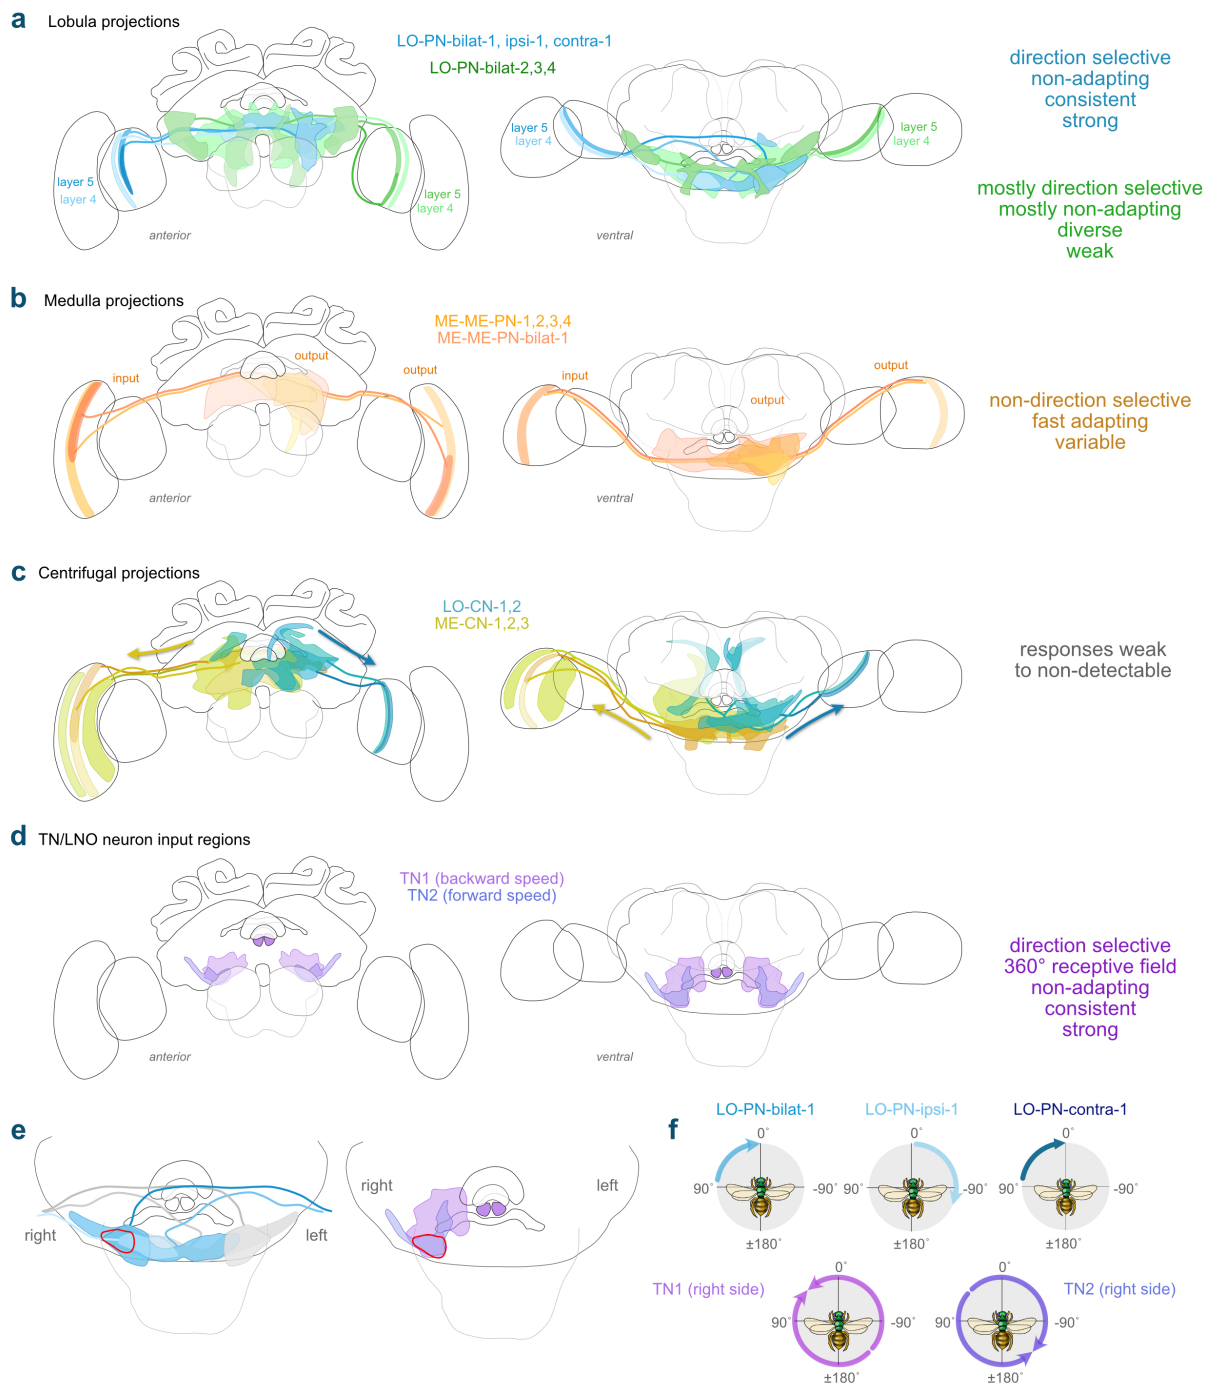 a Lobula projections
LO-PN-bilat-1, ipsi-1, contra-1
LO-PN-bilat-2,3,4
layer 5
layer 4
layer 5
layer 4
anterior
layer 5
layer 4
layer 5
layer 4
ventral
direction selective
non-adapting
consistent
strong
mostly direction selective
mostly non-adapting
diverse
weak
b Medulla projections
ME-ME-PN-1,2,3,4
ME-ME-PN-bilat-1
input
output
output
anterior
input
output
output
ventral
non-direction selective
fast adapting
variable
c Centrifugal projections
LO-CN-1,2
ME-CN-1,2,3
responses weak
to non-detectable
d TN/LNO neuron input regions
TN1 (backward speed)
TN2 (forward speed)
anterior
ventral
direction selective
360° receptive field
non-adapting
consistent
strong
e
right
left
right
left
f
LO-PN-bilat-1
0°
90°
-90°
±180°
LO-PN-ipsi-1
0°
90°
-90°
±180°
LO-PN-contra-1
0°
90°
-90°
±180°
TN1 (right side)
0°
90°
-90°
±180°
TN2 (right side)
0°
90°
-90°
±180°